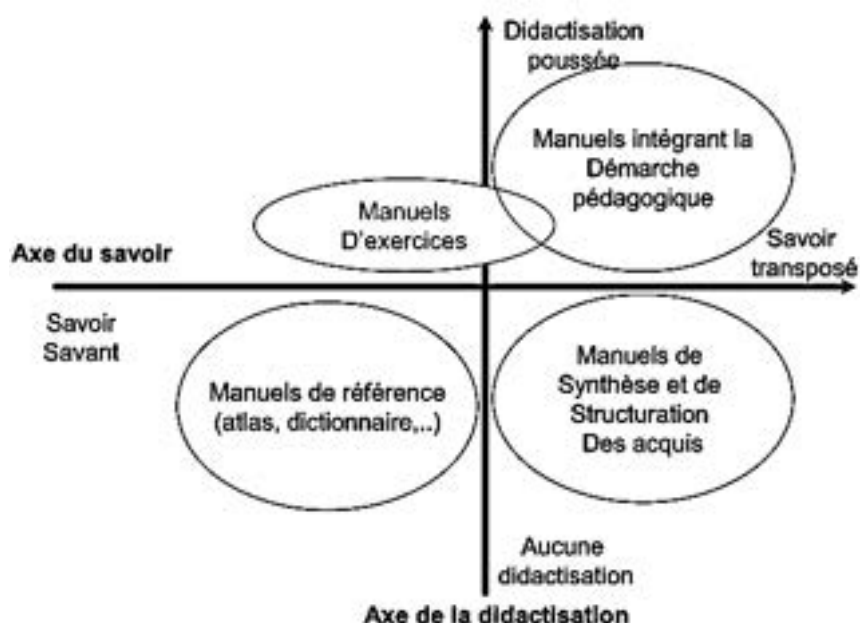 Didactisation
poussée
Manuels intégrant la
Démarche
pédagogique
Manuels
D'exercices
Axe du savoir
Savoir
transposé
Savoir
Savant
Manuels de référence
(atlas, dictionnaire,..)
Manuels de
Synthèse et de
Structuration
Des acquis
Aucune
didactisation
Axe de la didactisation